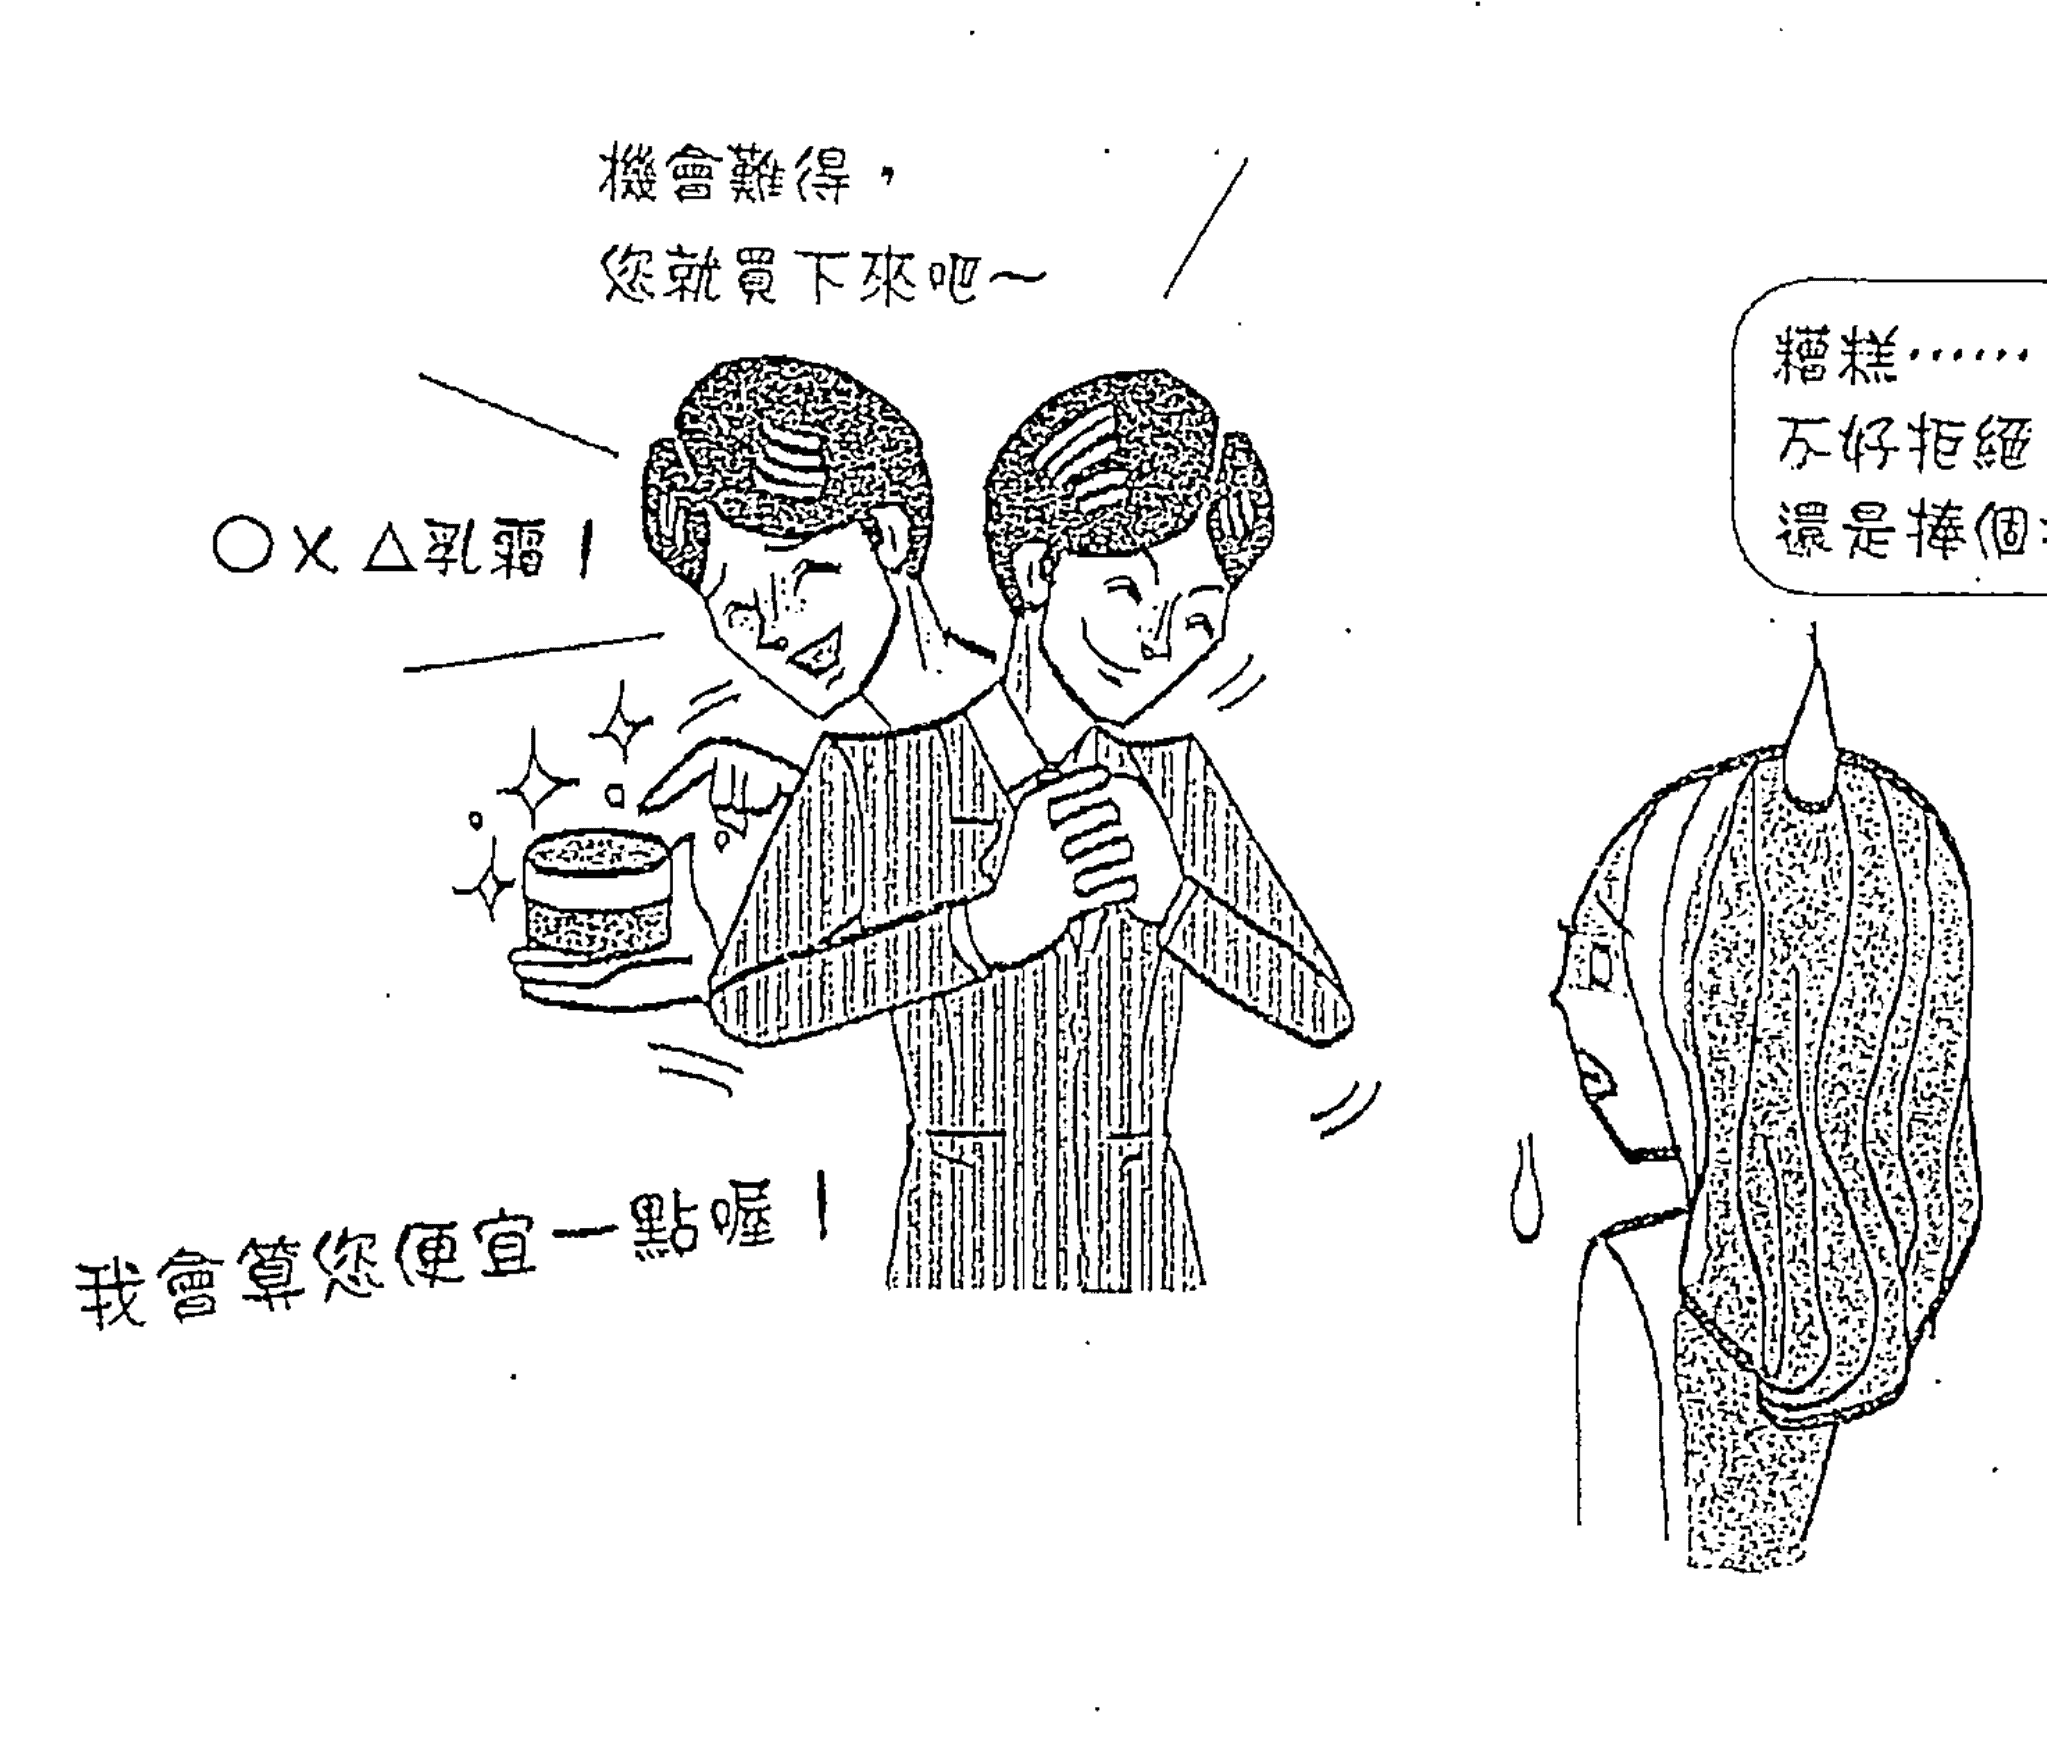 機會難得，
您就買下來吧～
○×△乳霜！
我會算您便宜一點喔！
糟糕……
不好拒絕
還是捧個